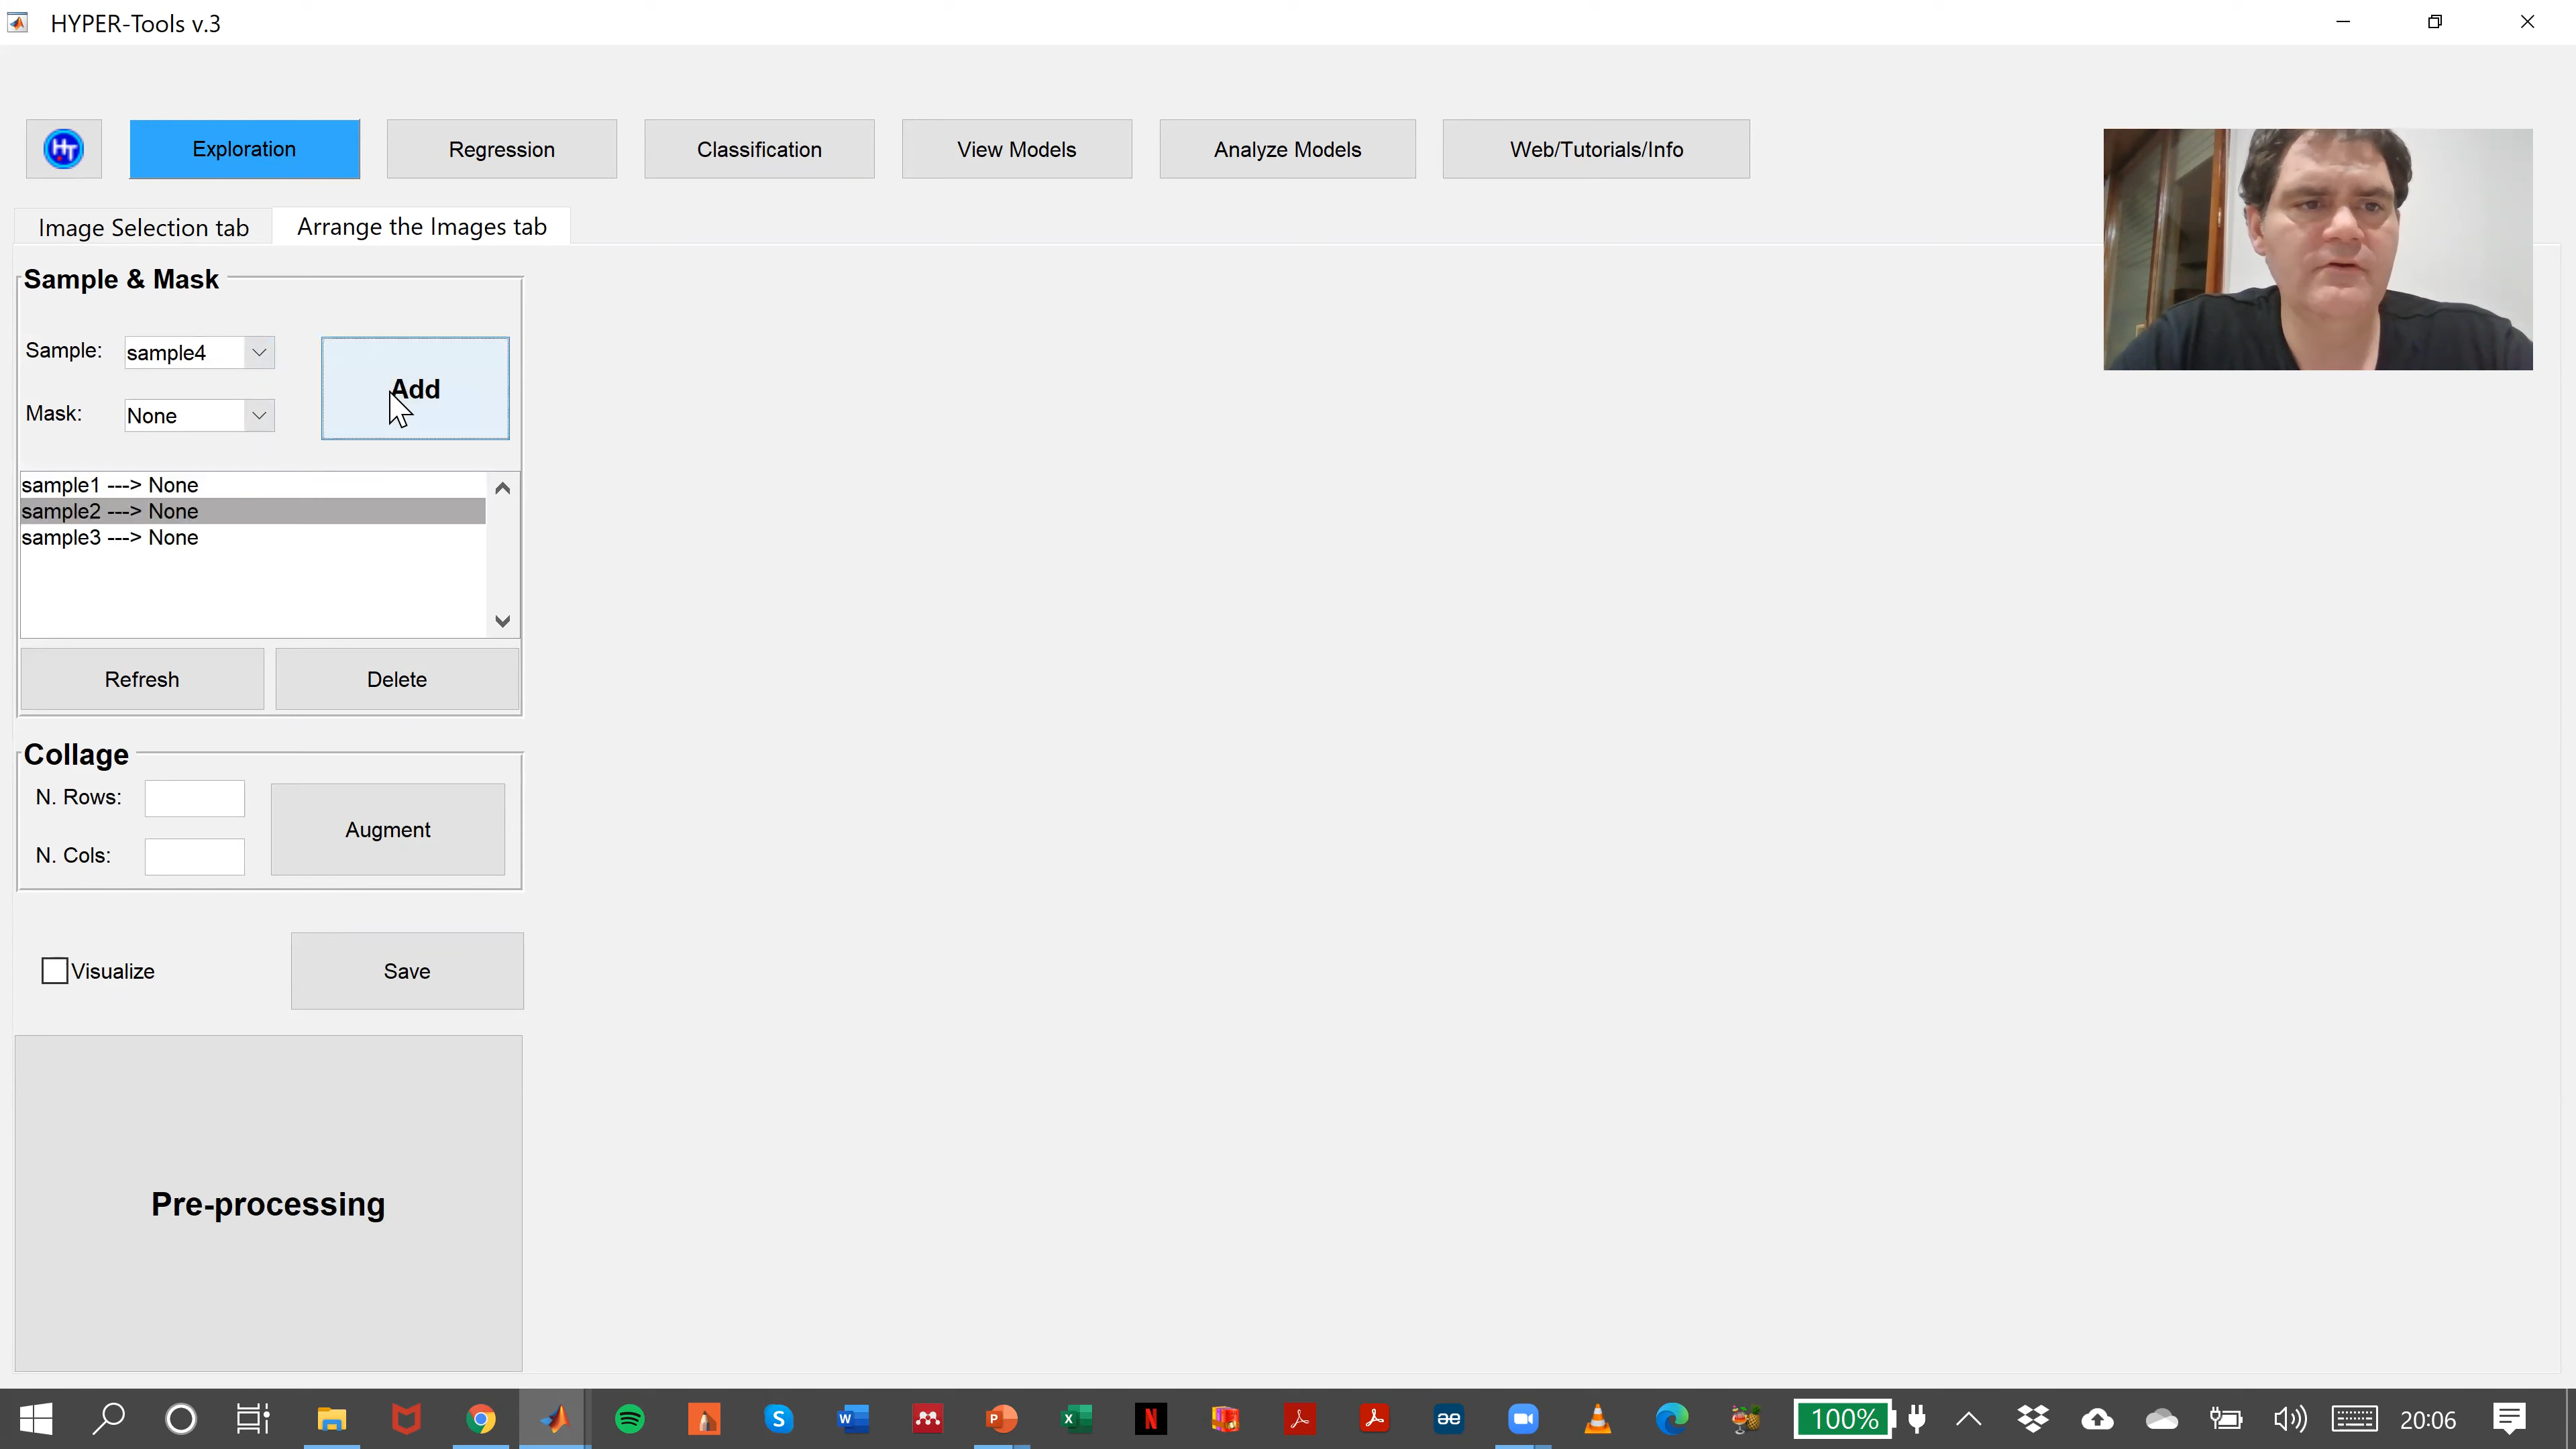 HYPER-Tools v.3
HT
Exploration
Regression
Classification
View Models
Analyze Models
Web/Tutorials/Info
Image Selection tab
Arrange the Images tab
Sample & Mask
Sample:
sample4
Add
Mask:
None
sample1 ---> None
sample2 ---> None
sample3 ---> None
Refresh
Delete
Collage
N. Rows:
N. Cols:
Augment
Visualize
Save
Pre-processing
100%
20:06